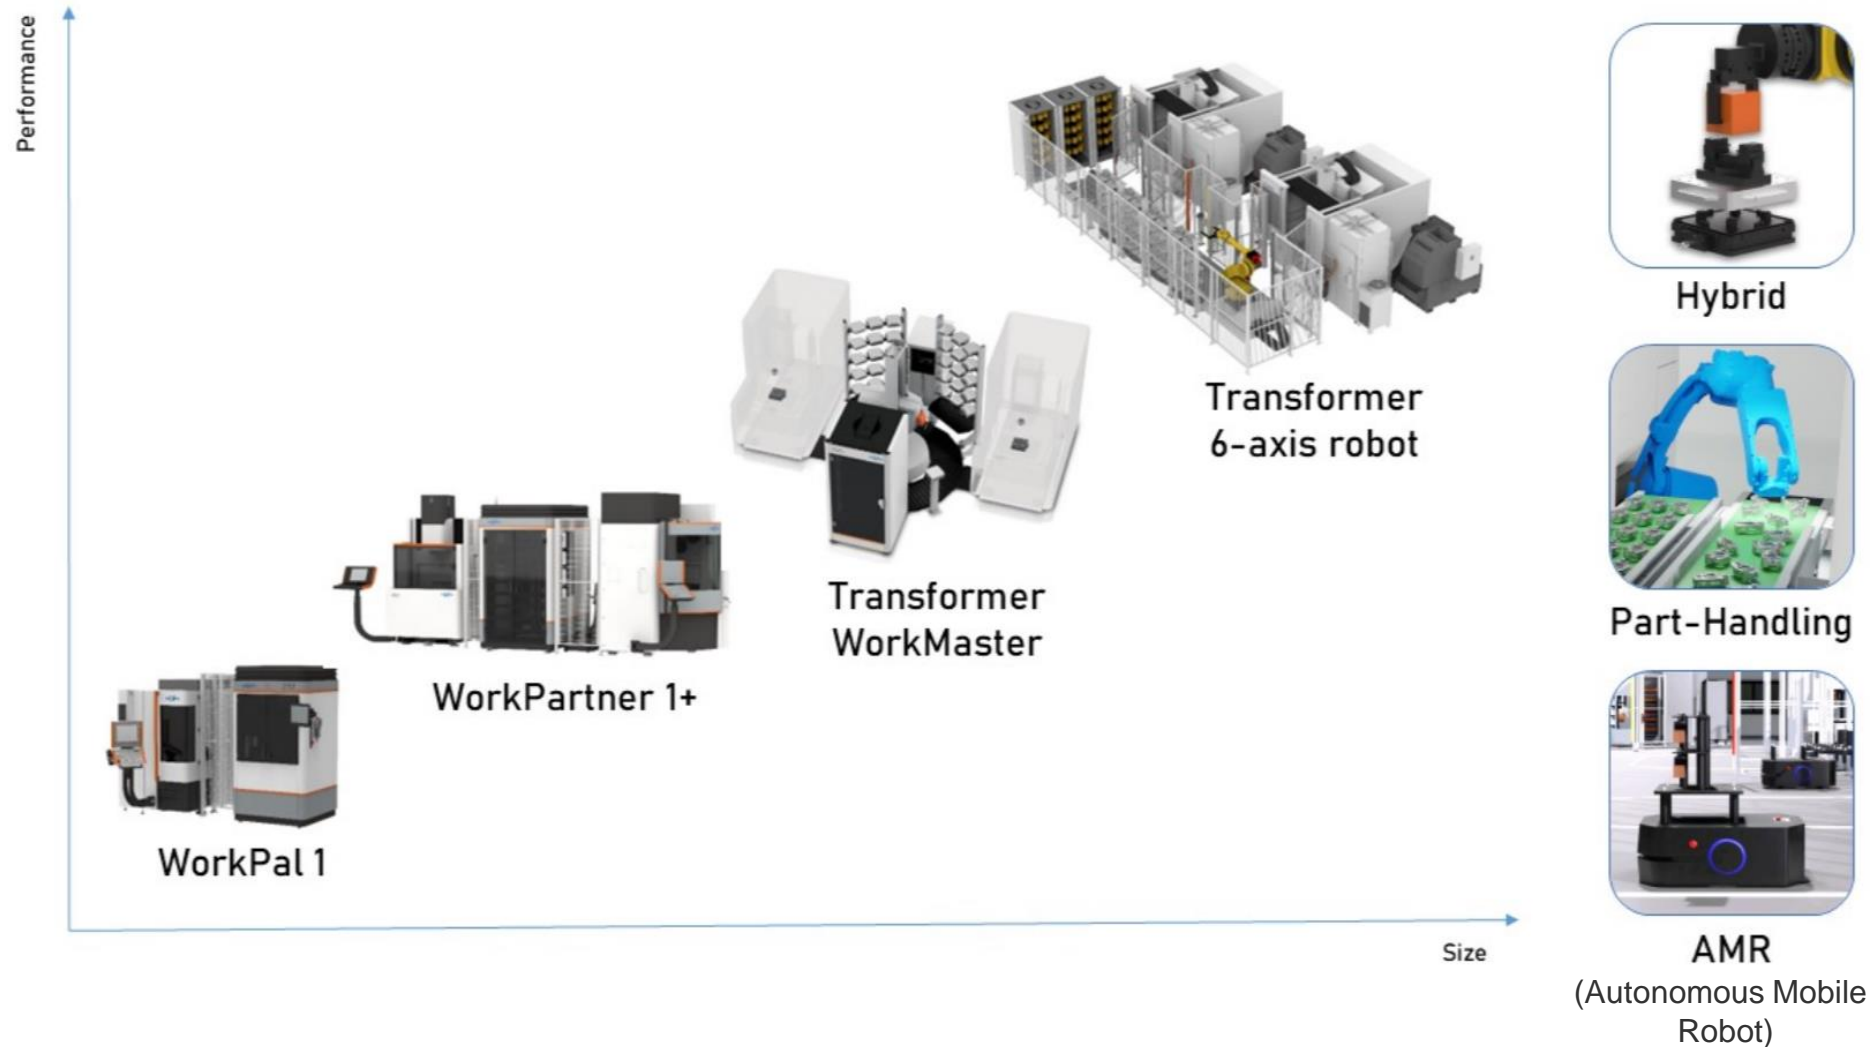 Performance
Hybrid
Transformer
6-axis robot
Transformer
WorkMaster
Part-Handling
WorkPartner 1+
WorkPal 1
Size
AMR
(Autonomous Mobile
Robot)